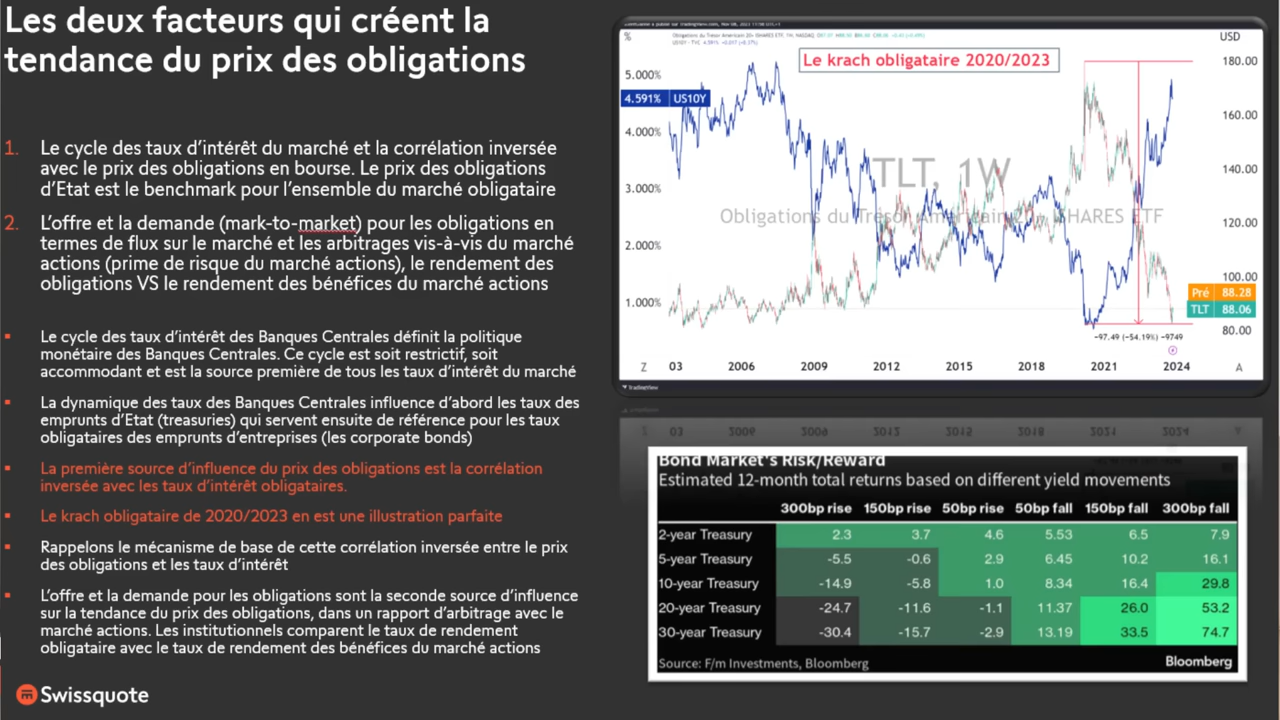 Les deux facteurs qui créent la
tendance du prix des obligations
1. Le cycle des taux d'intérêt du marché et la corrélation inversée
avec le prix des obligations en bourse. Le prix des obligations
d'Etat est le benchmark pour l'ensemble du marché obligataire
2. L'offre et la demande (mark-to-market) pour les obligations en
termes de flux sur le marché et les arbitrages vis-à-vis du marché
actions (prime de risque du marché actions), le rendement des
obligations VS le rendement des bénéfices du marché actions
▪ Le cycle des taux d'intérêt des Banques Centrales définit la politique
monétaire des Banques Centrales. Ce cycle est soit restrictif, soit
accommodant et est la source première de tous les taux d'intérêt du marché
▪ La dynamique des taux des Banques Centrales influence d'abord les taux des
emprunts d'Etat (treasuries) qui servent ensuite de référence pour les taux
obligataires des emprunts d'entreprises (les corporate bonds)
▪ La première source d'influence du prix des obligations est la corrélation
inversée avec les taux d'intérêt obligataires.
▪ Le krach obligataire de 2020/2023 en est une illustration parfaite
▪ Rappelons le mécanisme de base de cette corrélation inversée entre le prix
des obligations et les taux d'intérêt
▪ L'offre et la demande pour les obligations sont la seconde source d'influence
sur la tendance du prix des obligations, dans un rapport d'arbitrage avec le
marché actions. Les institutionnels comparent le taux de rendement
obligataire avec le taux de rendement des bénéfices du marché actions
Swissquote
% USD
Le krach obligataire 2020/2023
180.00
5.000%
4.591% US10Y
160.00
4.000%
140.00
TLT, 1W
3.000%
Obligations du Trésor Américain 20+ ISHARES ETF
120.00
2.000%
100.00
Pré 88.28
1.000%
TLT 88.06
80.00
−97.49 (−54.19%) −9749
Z 03 2006 2009 2012 2015 2018 2021 2024 A
TradingView
Bond Market's Risk/Reward
Estimated 12-month total returns based on different yield movements
300bp rise 150bp rise 50bp rise 50bp fall 150bp fall 300bp fall
2-year Treasury 2.3 3.7 4.6 5.53 6.5 7.9
5-year Treasury -5.5 -0.6 2.9 6.45 10.2 16.1
10-year Treasury -14.9 -5.8 1.0 8.34 16.4 29.8
20-year Treasury -24.7 -11.6 -1.1 11.37 26.0 53.2
30-year Treasury -30.4 -15.7 -2.9 13.19 33.5 74.7
Source: F/m Investments, Bloomberg Bloomberg